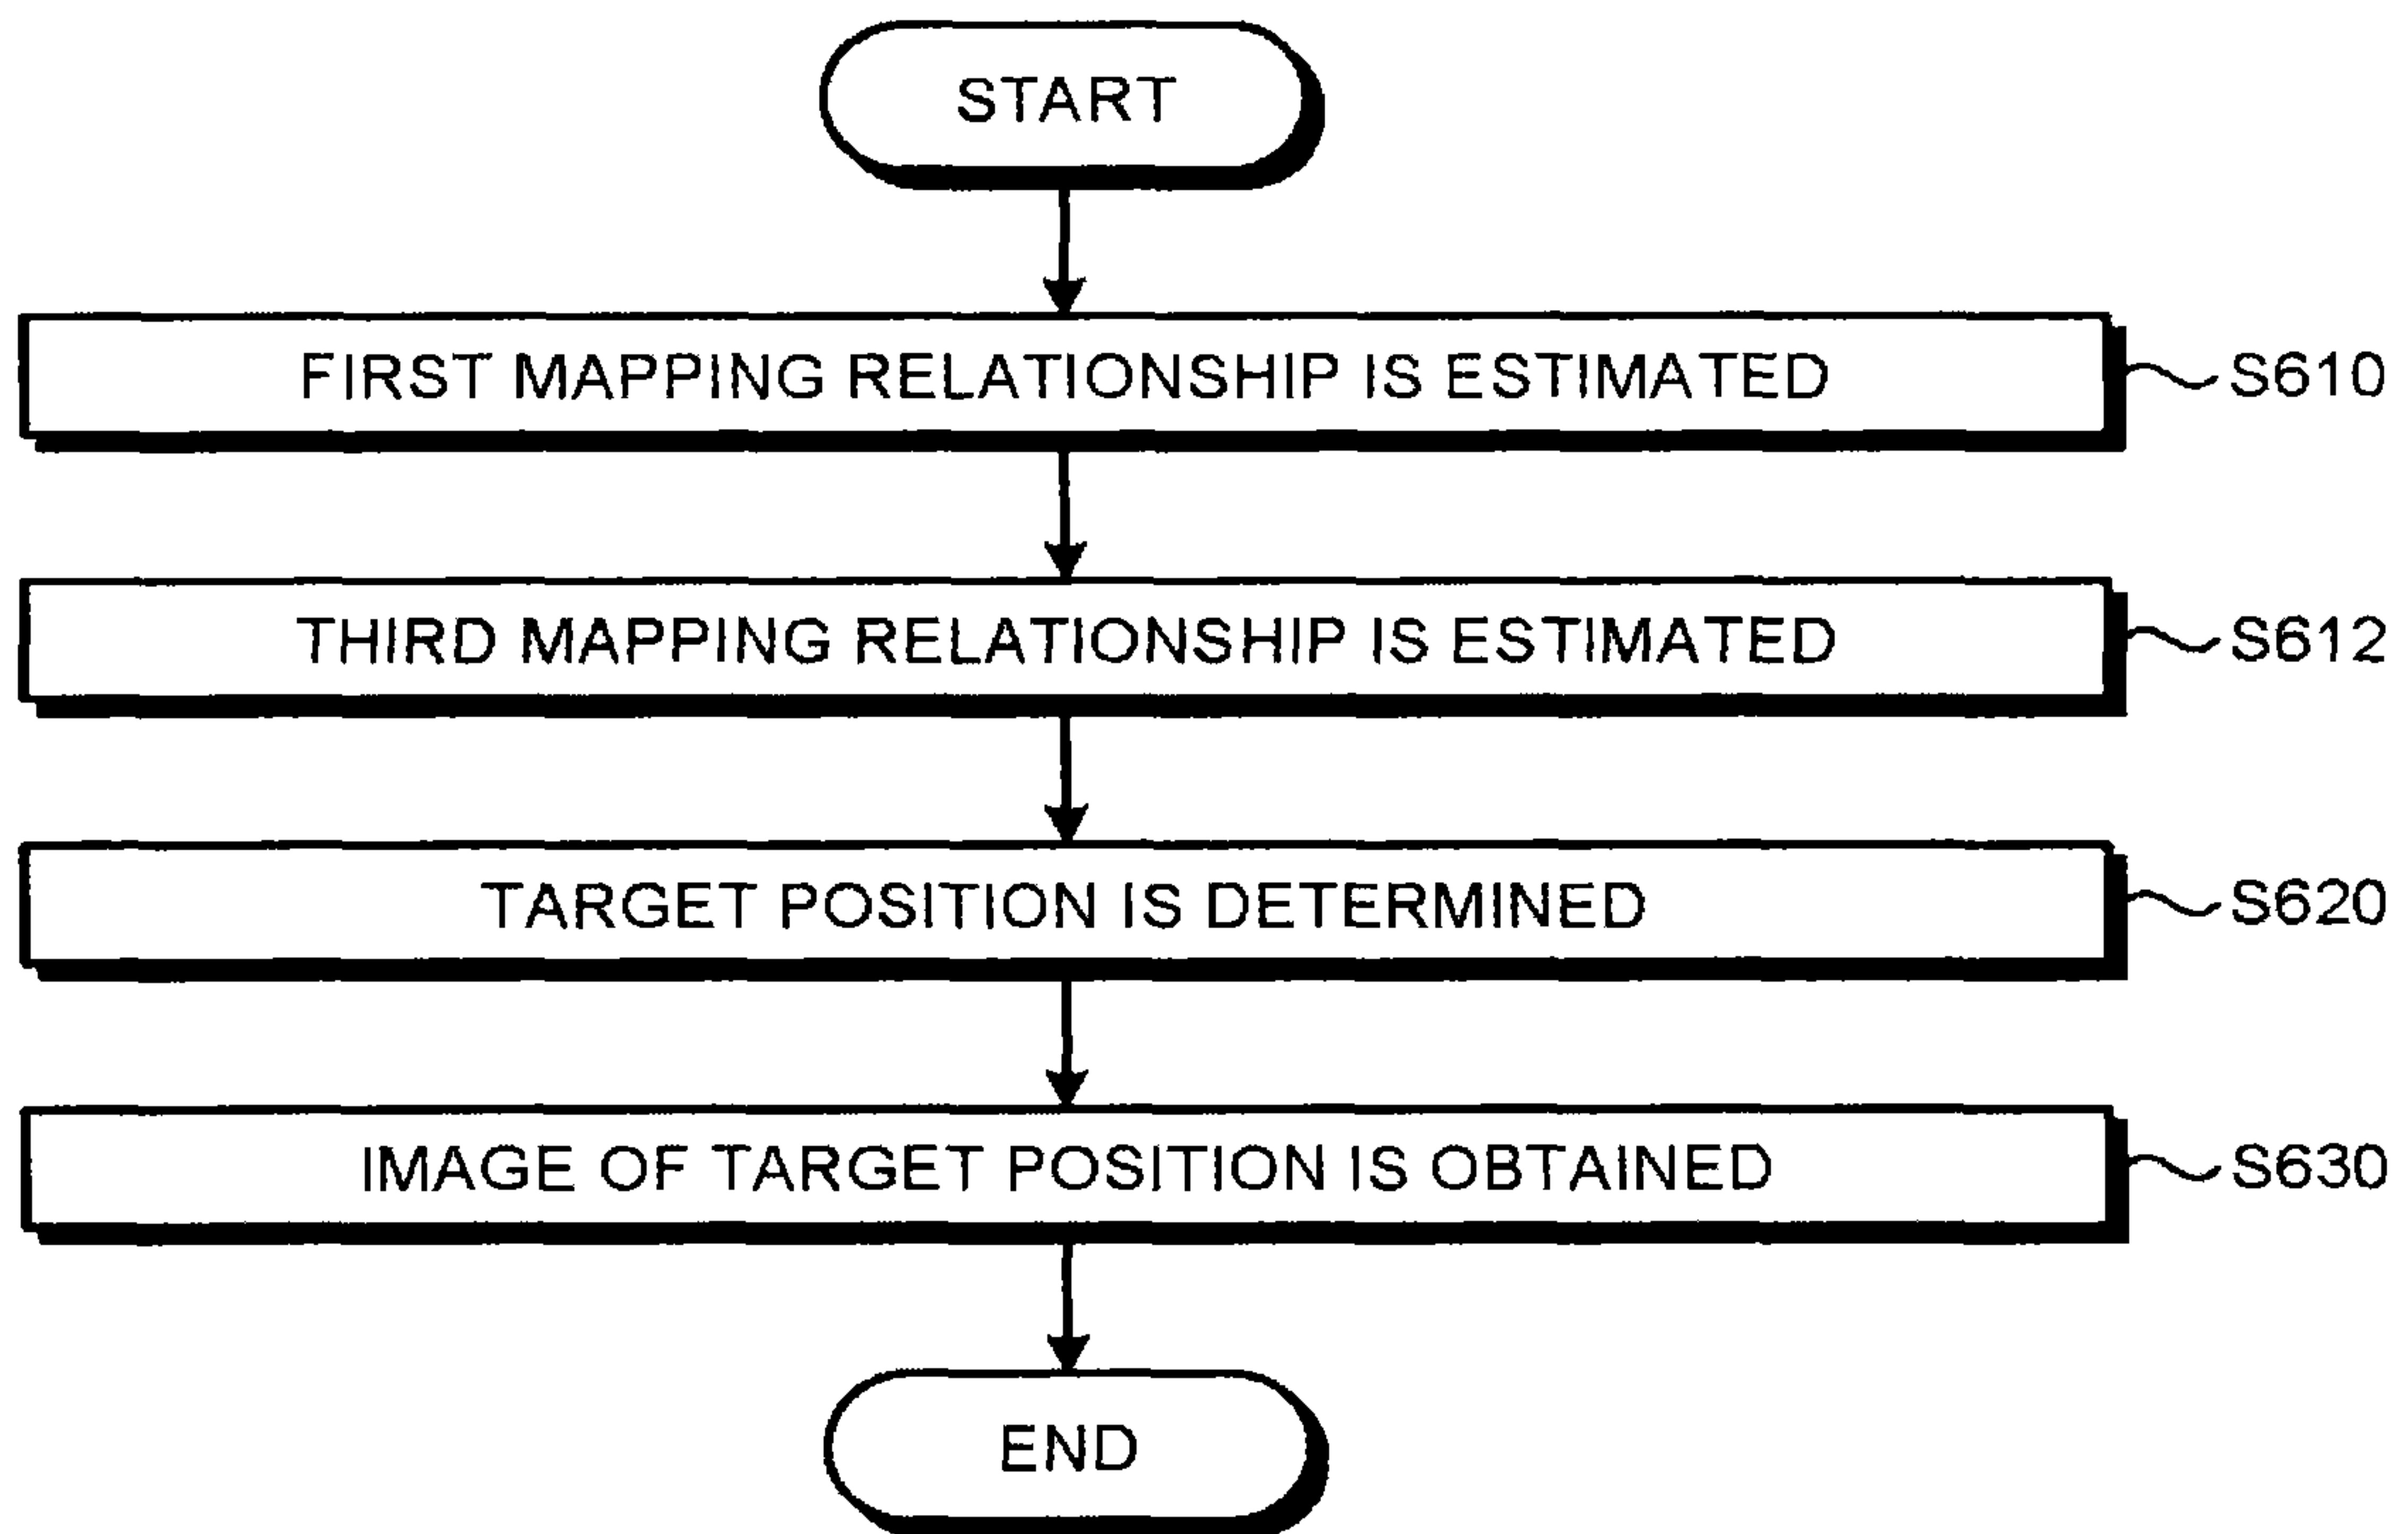 START
FIRST MAPPING RELATIONSHIP IS ESTIMATED
S610
THIRD MAPPING RELATIONSHIP IS ESTIMATED
S612
TARGET POSITION IS DETERMINED
S620
IMAGE OF TARGET POSITION IS OBTAINED
S630
END